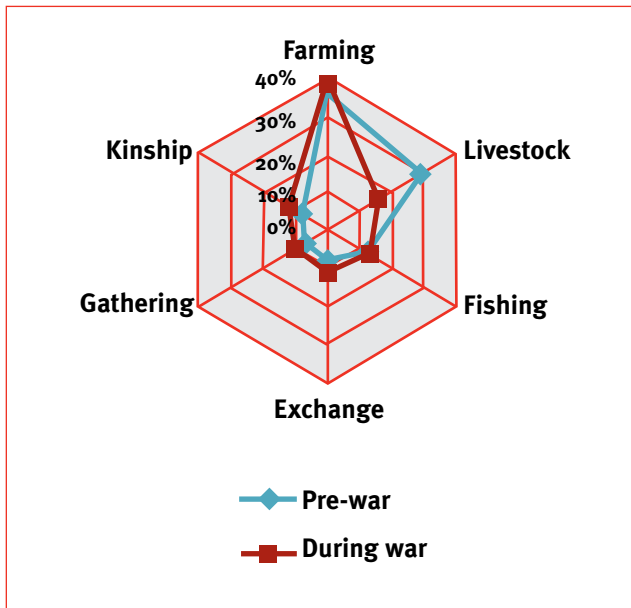 Farming
40%
30%
Kinship
Livestock
20%
10%
0%
Gathering
Fishing
Exchange
Pre-war
During war